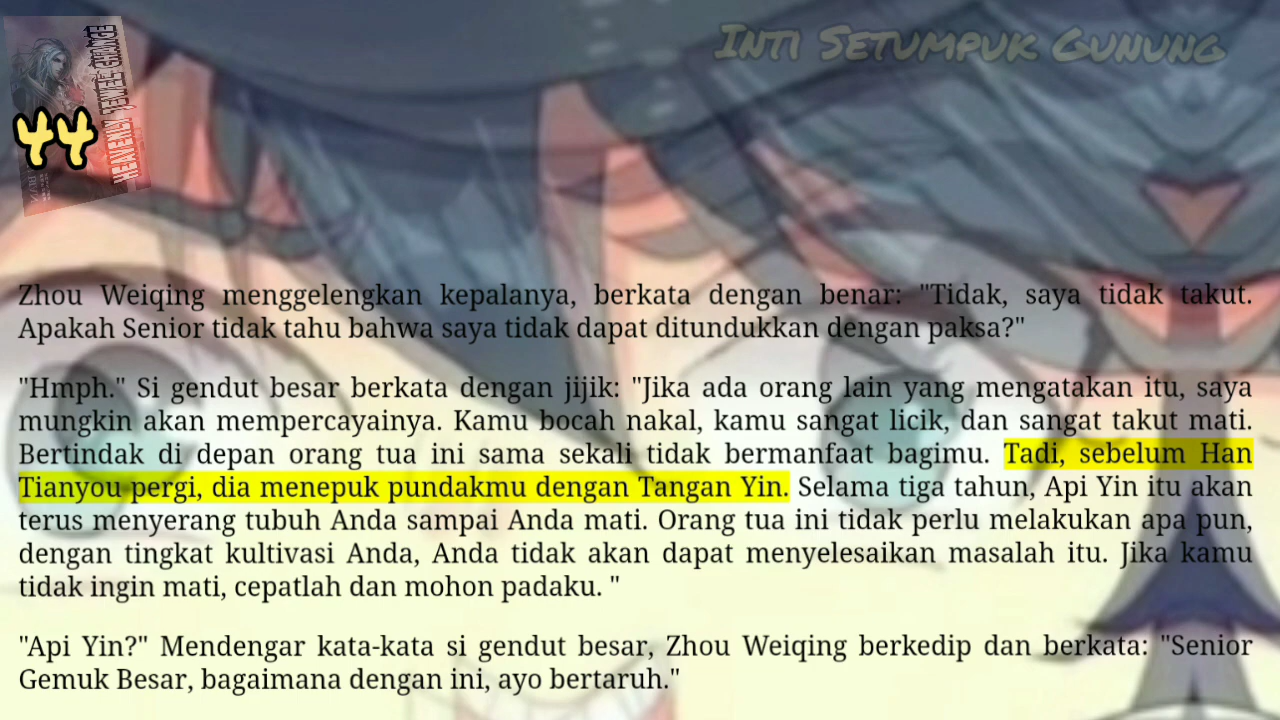 Inti Setumpuk Gunung
44
HEAVENLY JEWEL CHANGE
Zhou Weiqing menggelengkan kepalanya, berkata dengan benar: "Tidak, saya tidak takut.
Apakah Senior tidak tahu bahwa saya tidak dapat ditundukkan dengan paksa?"
"Hmph." Si gendut besar berkata dengan jijik: "Jika ada orang lain yang mengatakan itu, saya
mungkin akan mempercayainya. Kamu bocah nakal, kamu sangat licik, dan sangat takut mati.
Bertindak di depan orang tua ini sama sekali tidak bermanfaat bagimu. Tadi, sebelum Han
Tianyou pergi, dia menepuk pundakmu dengan Tangan Yin. Selama tiga tahun, Api Yin itu akan
terus menyerang tubuh Anda sampai Anda mati. Orang tua ini tidak perlu melakukan apa pun,
dengan tingkat kultivasi Anda, Anda tidak akan dapat menyelesaikan masalah itu. Jika kamu
tidak ingin mati, cepatlah dan mohon padaku. "
"Api Yin?" Mendengar kata-kata si gendut besar, Zhou Weiqing berkedip dan berkata: "Senior
Gemuk Besar, bagaimana dengan ini, ayo bertaruh."